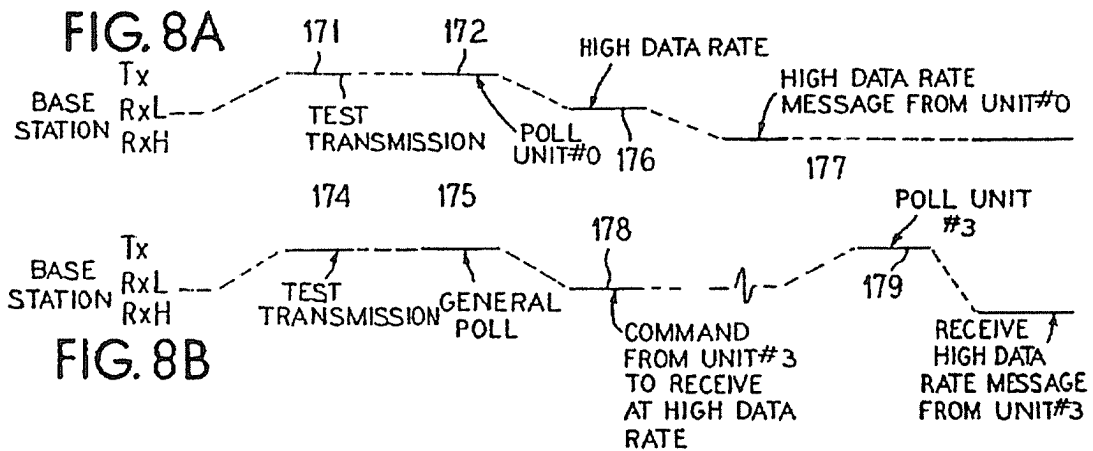 FIG. 8A
171
172
HIGH DATA RATE
Tx
BASE STATION
RxL
RxH
TEST TRANSMISSION
POLL UNIT#0
176
HIGH DATA RATE
MESSAGE FROM UNIT#0
177
174
175
178
POLL UNIT
#3
Tx
BASE STATION
RxL
RxH
TEST TRANSMISSION
GENERAL POLL
179
COMMAND
FROM UNIT#3
TO RECEIVE
AT HIGH DATA
RATE
RECEIVE
HIGH DATA
RATE MESSAGE
FROM UNIT#3
FIG. 8B